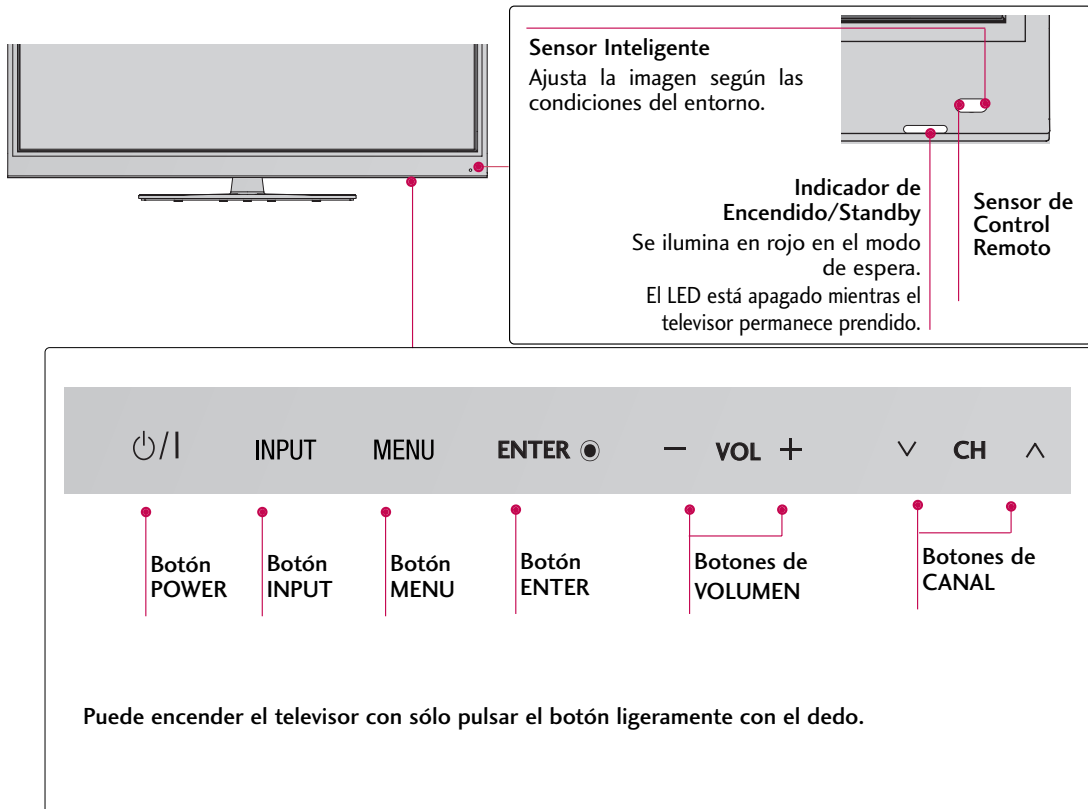 Sensor Inteligente
Ajusta la imagen según las
condiciones del entorno.
Indicador de
Encendido/Standby
Se ilumina en rojo en el modo
de espera.
El LED está apagado mientras el
televisor permanece prendido.
Sensor de
Control
Remoto
⏻/I
INPUT
MENU
ENTER
VOL
CH
Botón
POWER
Botón
INPUT
Botón
MENU
Botón
ENTER
Botones de
VOLUMEN
Botones de
CANAL
Puede encender el televisor con sólo pulsar el botón ligeramente con el dedo.